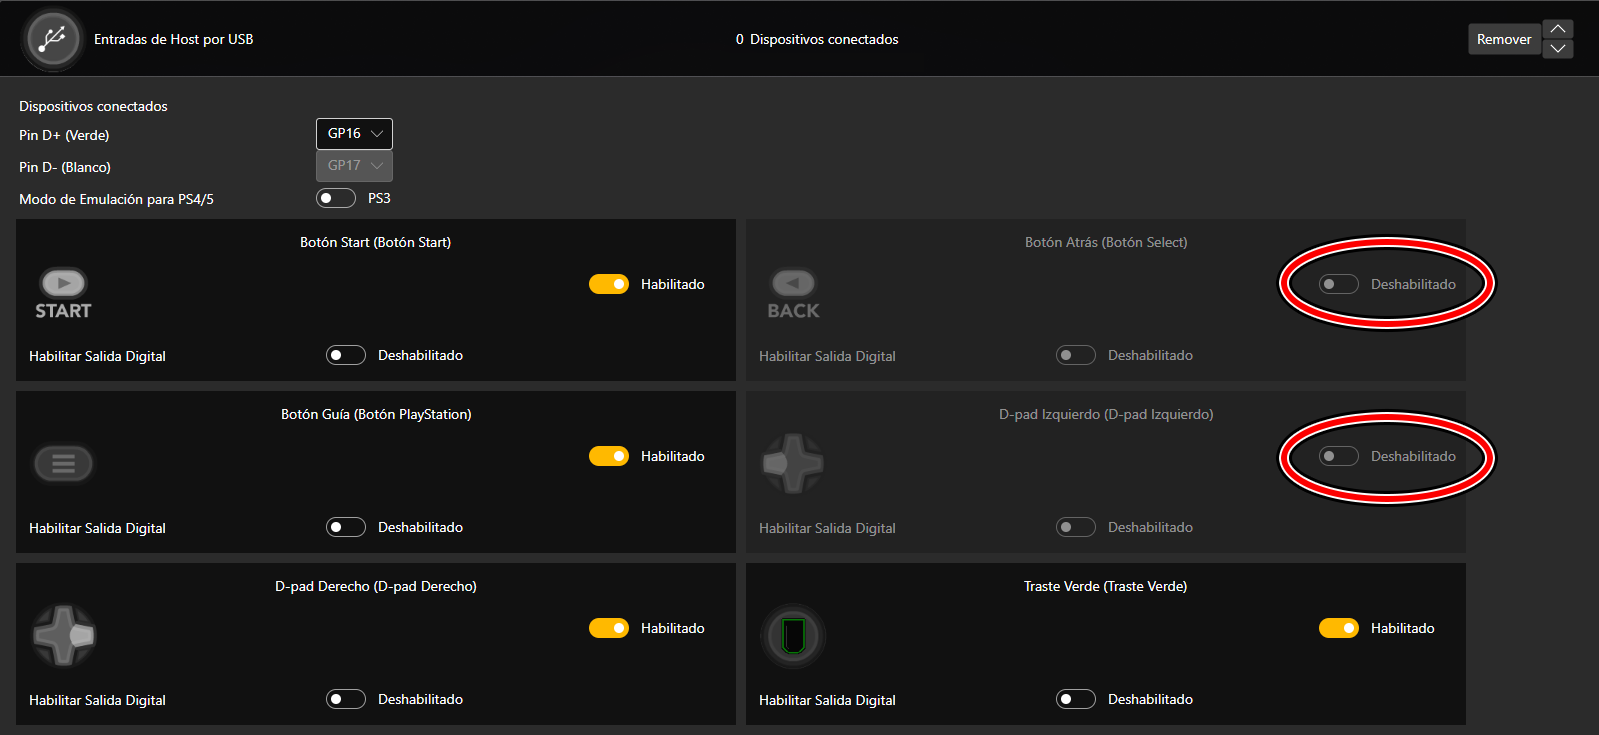 Entradas de Host por USB
0 Dispositivos conectados
Remover
Dispositivos conectados
Pin D+ (Verde)
GP16
Pin D- (Blanco)
GP17
Modo de Emulación para PS4/5
PS3
Botón Start (Botón Start)
START
Habilitado
Habilitar Salida Digital
Deshabilitado
Botón Atrás (Botón Select)
BACK
Deshabilitado
Habilitar Salida Digital
Deshabilitado
Botón Guía (Botón PlayStation)
Habilitado
Habilitar Salida Digital
Deshabilitado
D-pad Izquierdo (D-pad Izquierdo)
Deshabilitado
Habilitar Salida Digital
Deshabilitado
D-pad Derecho (D-pad Derecho)
Habilitado
Habilitar Salida Digital
Deshabilitado
Traste Verde (Traste Verde)
Habilitado
Habilitar Salida Digital
Deshabilitado